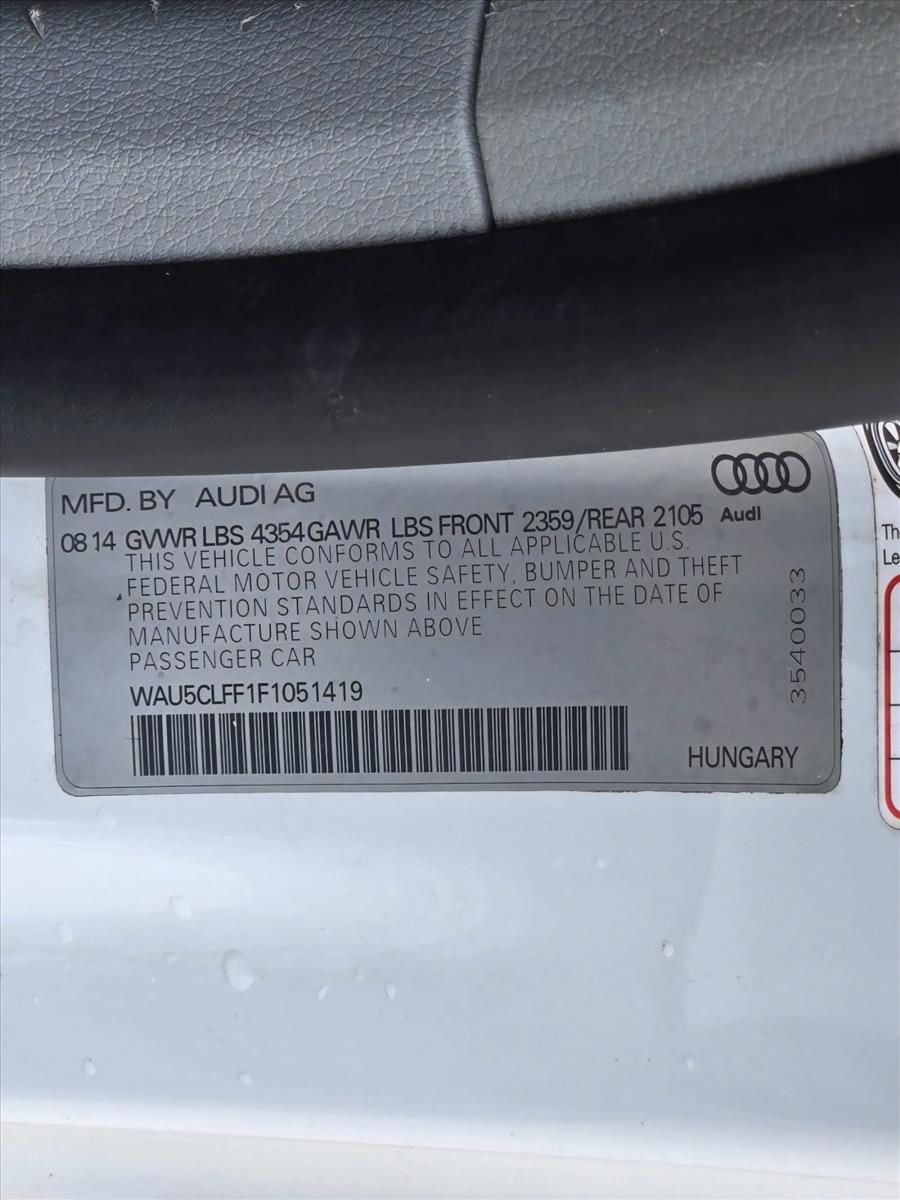 MFD. BY AUDI AG
Audi
08 14 GVWR LBS 4354 GAWR LBS FRONT 2359/REAR 2105
THIS VEHICLE CONFORMS TO ALL APPLICABLE U.S.
FEDERAL MOTOR VEHICLE SAFETY, BUMPER AND THEFT
PREVENTION STANDARDS IN EFFECT ON THE DATE OF
MANUFACTURE SHOWN ABOVE
PASSENGER CAR
WAU5CLFF1F1051419
HUNGARY
3540033
Th
Le